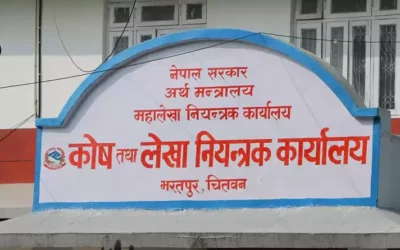 नेपाल सरकार
अर्थ मन्त्रालय
महालेखा नियन्त्रक कार्यालय
कोष तथा लेखा नियन्त्रक कार्यालय
भरतपुर, चितवन